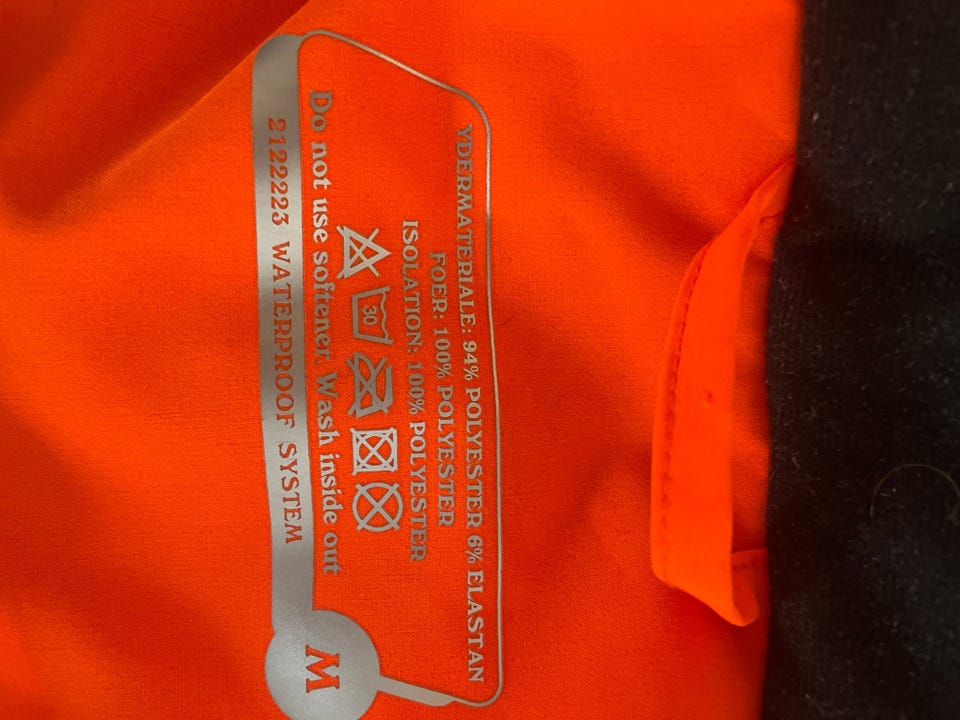 YDERMATERIALE: 94% POLYESTER 6% ELASTAN
FOER: 100% POLYESTER
ISOLATION: 100% POLYESTER
30
Do not use softener. Wash inside out
2122223 WATERPROOF SYSTEM
M